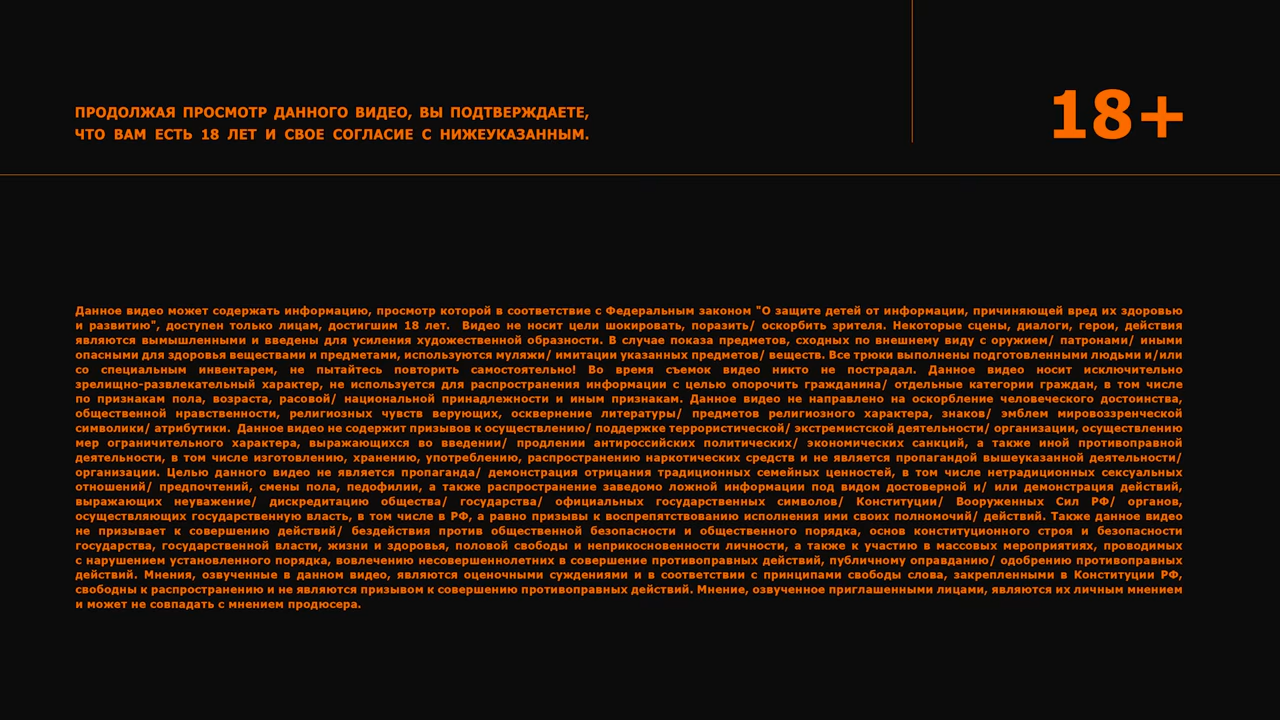 ПРОДОЛЖАЯ ПРОСМОТР ДАННОГО ВИДЕО, ВЫ ПОДТВЕРЖДАЕТЕ,
ЧТО ВАМ ЕСТЬ 18 ЛЕТ И СВОЕ СОГЛАСИЕ С НИЖЕУКАЗАННЫМ.
18+
Данное видео может содержать информацию, просмотр которой в соответствие с Федеральным законом "О защите детей от информации, причиняющей вред их здоровью
и развитию", доступен только лицам, достигшим 18 лет. Видео не носит цели шокировать, поразить/ оскорбить зрителя. Некоторые сцены, диалоги, герои, действия
являются вымышленными и введены для усиления художественной образности. В случае показа предметов, сходных по внешнему виду с оружием/ патронами/ иными
опасными для здоровья веществами и предметами, используются муляжи/ имитации указанных предметов/ веществ. Все трюки выполнены подготовленными людьми и/или
со специальным инвентарем, не пытайтесь повторить самостоятельно! Во время съемок видео никто не пострадал. Данное видео носит исключительно
зрелищно-развлекательный характер, не используется для распространения информации с целью опорочить гражданина/ отдельные категории граждан, в том числе
по признакам пола, возраста, расовой/ национальной принадлежности и иным признакам. Данное видео не направлено на оскорбление человеческого достоинства,
общественной нравственности, религиозных чувств верующих, осквернение литературы/ предметов религиозного характера, знаков/ эмблем мировоззренческой
символики/ атрибутики. Данное видео не содержит призывов к осуществлению/ поддержке террористической/ экстремистской деятельности/ организации, осуществлению
мер ограничительного характера, выражающихся во введении/ продлении антироссийских политических/ экономических санкций, а также иной противоправной
деятельности, в том числе изготовлению, хранению, употреблению, распространению наркотических средств и не является пропагандой вышеуказанной деятельности/
организации. Целью данного видео не является пропаганда/ демонстрация отрицания традиционных семейных ценностей, в том числе нетрадиционных сексуальных
отношений/ предпочтений, смены пола, педофилии, а также распространение заведомо ложной информации под видом достоверной и/ или демонстрация действий,
выражающих неуважение/ дискредитацию общества/ государства/ официальных государственных символов/ Конституции/ Вооруженных Сил РФ/ органов,
осуществляющих государственную власть, в том числе в РФ, а равно призывы к воспрепятствованию исполнения ими своих полномочий/ действий. Также данное видео
не призывает к совершению действий/ бездействия против общественной безопасности и общественного порядка, основ конституционного строя и безопасности
государства, государственной власти, жизни и здоровья, половой свободы и неприкосновенности личности, а также к участию в массовых мероприятиях, проводимых
с нарушением установленного порядка, вовлечению несовершеннолетних в совершение противоправных действий, публичному оправданию/ одобрению противоправных
действий. Мнения, озвученные в данном видео, являются оценочными суждениями и в соответствии с принципами свободы слова, закрепленными в Конституции РФ,
свободны к распространению и не являются призывом к совершению противоправных действий. Мнение, озвученное приглашенными лицами, являются их личным мнением
и может не совпадать с мнением продюсера.